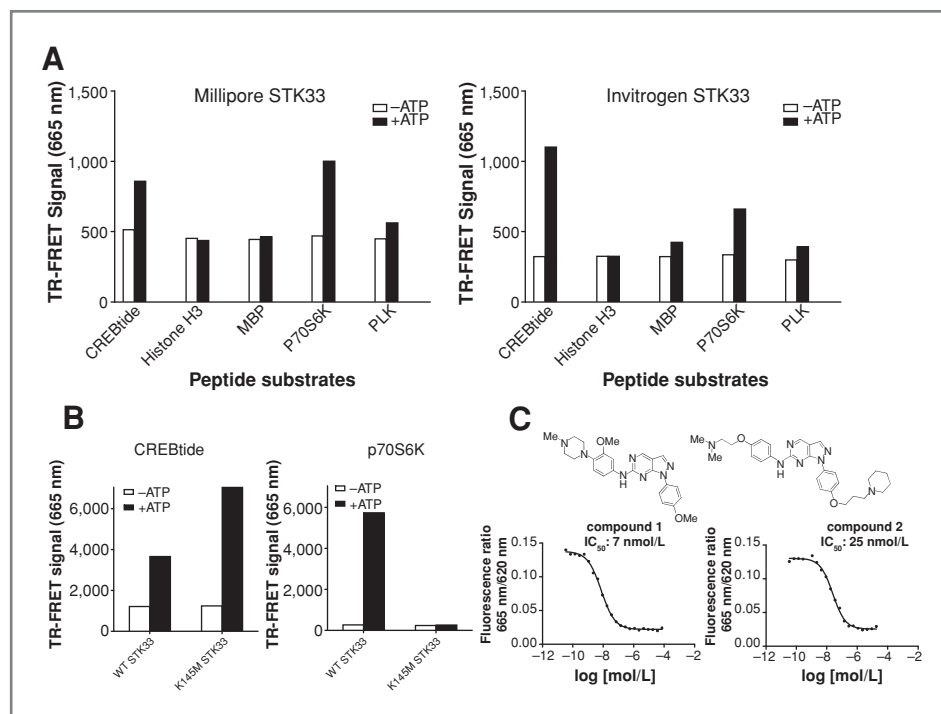 A
Millipore STK33
TR-FRET Signal (665 nm)
1,500
1,000
500
0
–ATP
+ATP
CREBtide
Histone H3
MBP
P70S6K
PLK
Peptide substrates
Invitrogen STK33
TR-FRET Signal (665 nm)
1,500
1,000
500
0
–ATP
+ATP
CREBtide
Histone H3
MBP
P70S6K
PLK
Peptide substrates
B
CREBtide
TR-FRET signal (665 nm)
6,000
4,000
2,000
0
–ATP
+ATP
WT STK33
K145M STK33
p70S6K
TR-FRET signal (665 nm)
6,000
4,000
2,000
0
–ATP
+ATP
WT STK33
K145M STK33
C
Me
N
N
OMe
N
H
N
N
N
N
OMe
compound 1
IC50: 7 nmol/L
Fluorescence ratio
665 nm/620 nm
0.15
0.10
0.05
0.00
−12 −10 −8 −6 −4 −2
log [mol/L]
Me
N
Me
O
N
H
N
N
N
N
O
N
compound 2
IC50: 25 nmol/L
Fluorescence ratio
665 nm/620 nm
0.15
0.10
0.05
0.00
−12 −10 −8 −6 −4 −2
log [mol/L]